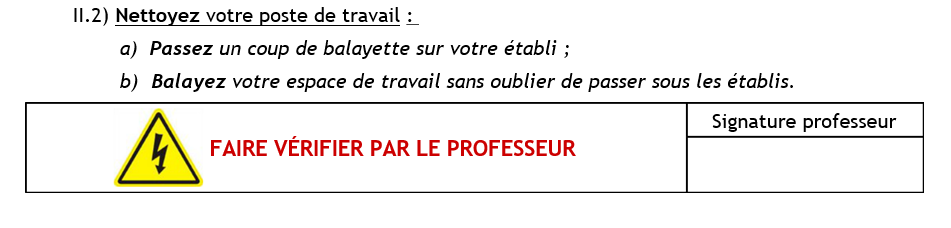 II.2) Nettoyez votre poste de travail :
a) Passez un coup de balayette sur votre établi ;
b) Balayez votre espace de travail sans oublier de passer sous les établis.
FAIRE VÉRIFIER PAR LE PROFESSEUR
Signature professeur